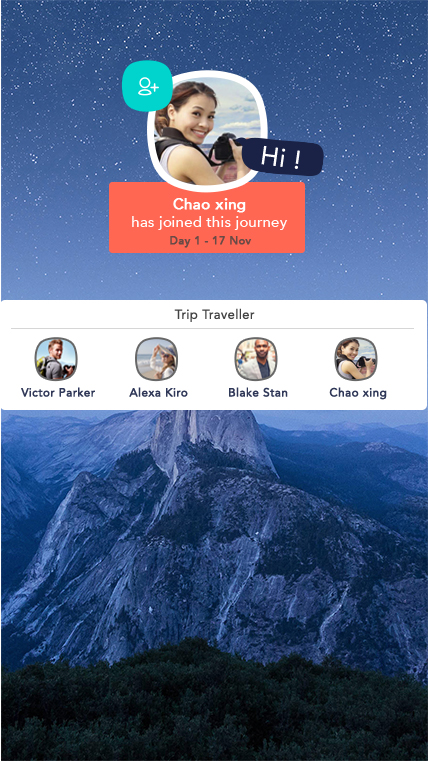 Hi !
Chao xing
has joined this journey
Day 1 - 17 Nov
Trip Traveller
Victor Parker Alexa Kiro Blake Stan Chao xing